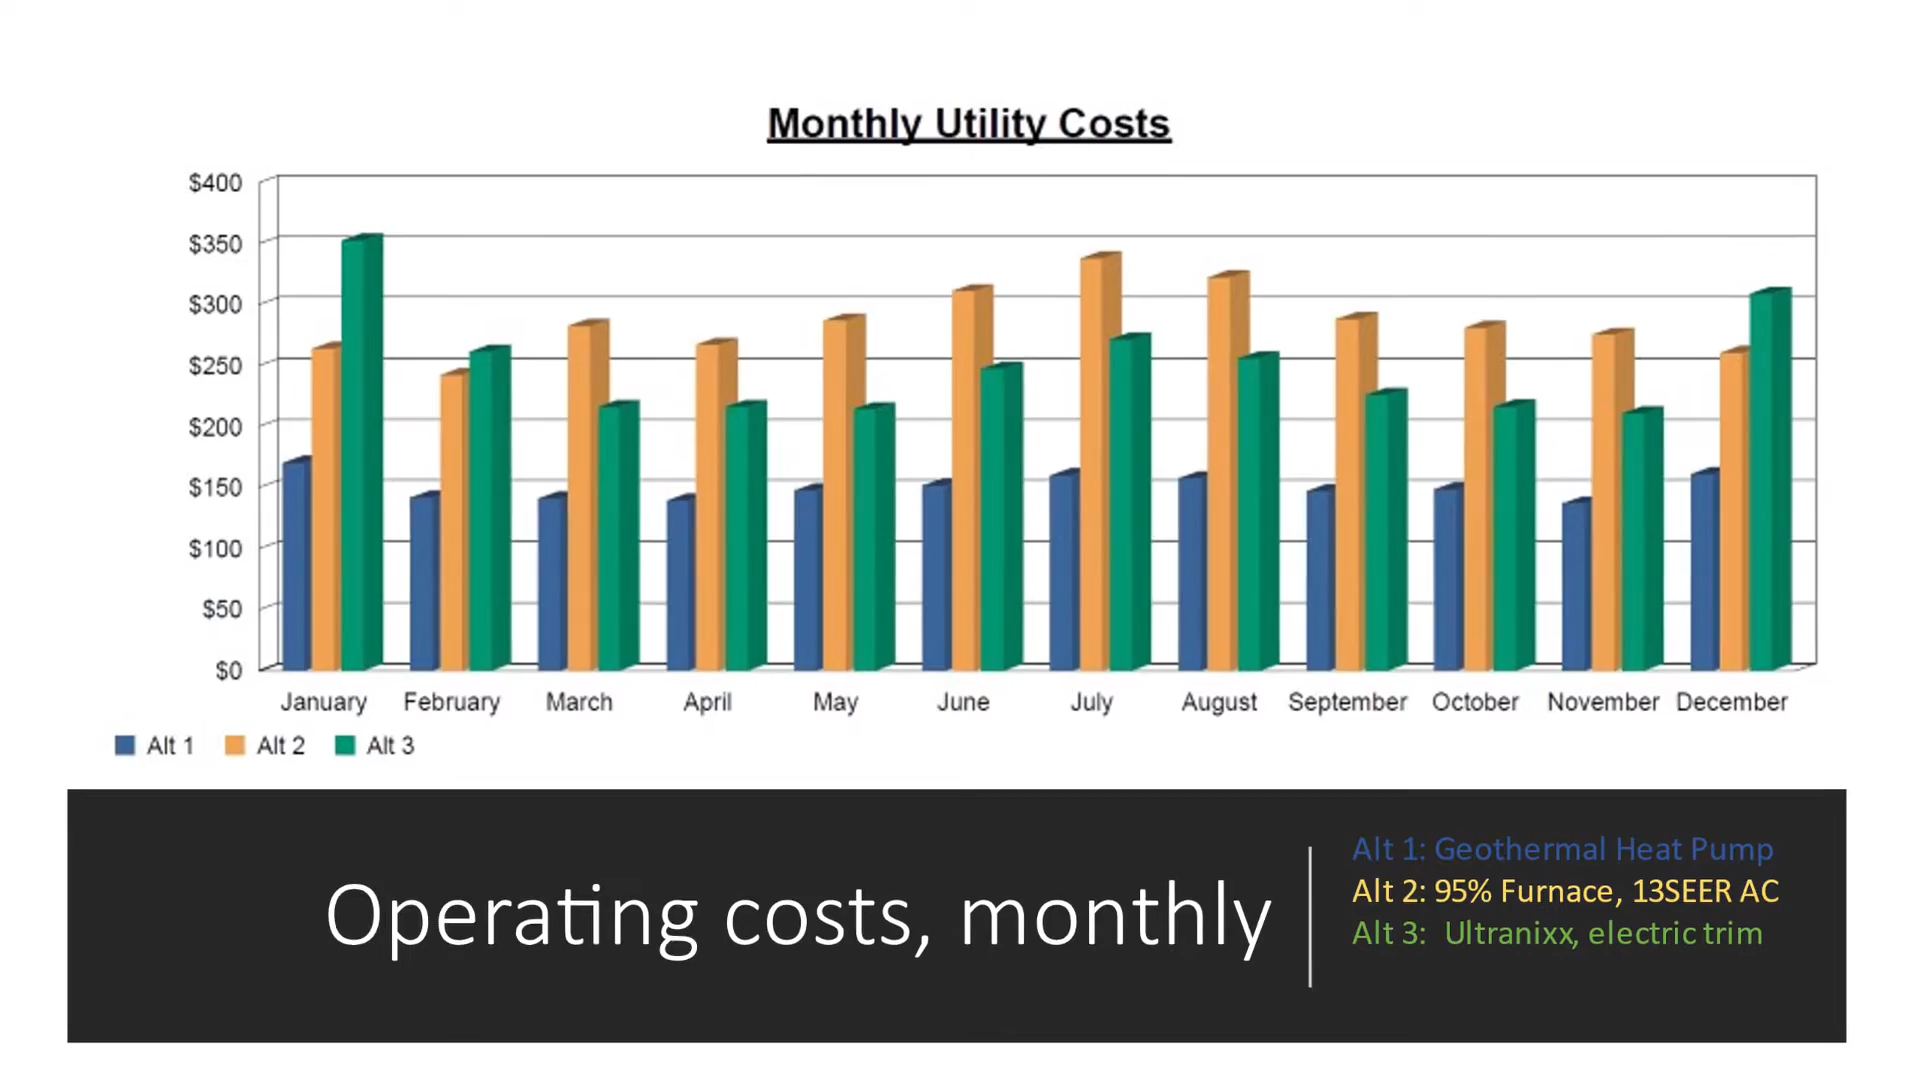 Monthly Utility Costs
$400
$350
$300
$250
$200
$150
$100
$50
$0
January February March April May June July August September October November December
Alt 1 Alt 2 Alt 3
Operating costs, monthly
Alt 1: Geothermal Heat Pump
Alt 2: 95% Furnace, 13SEER AC
Alt 3: Ultranixx, electric trim